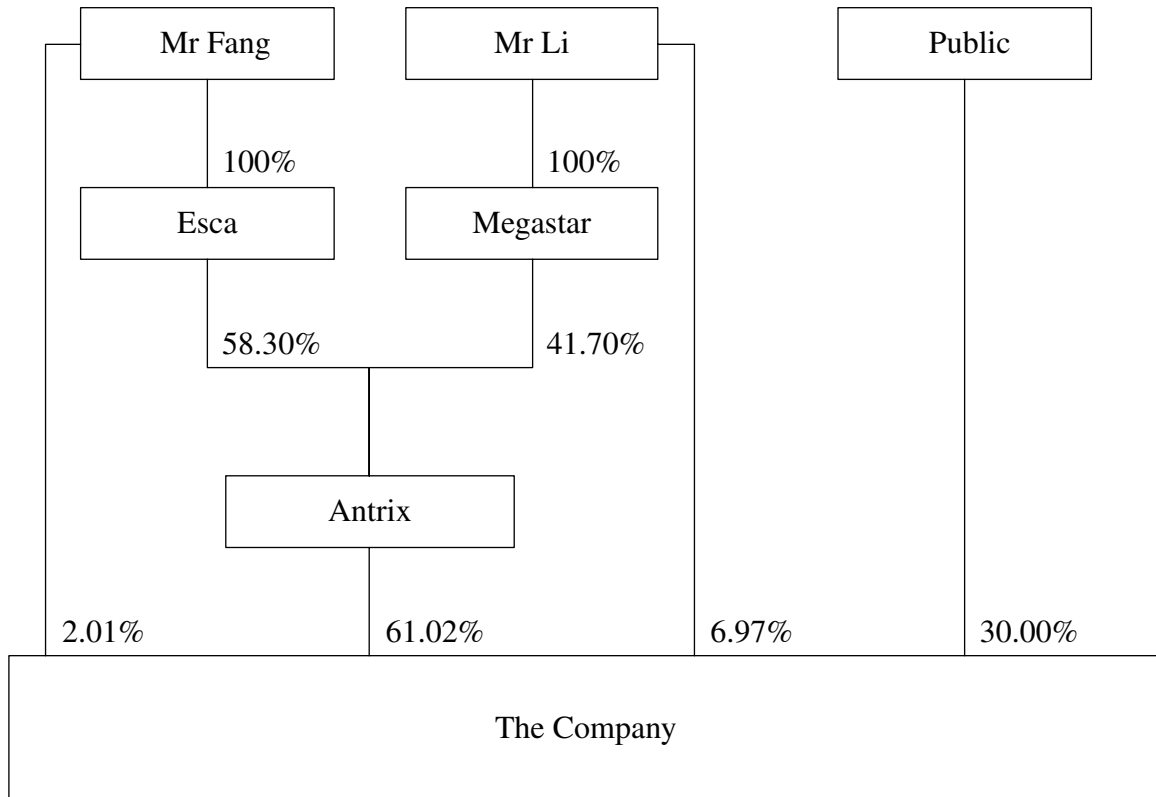 Mr Fang
Mr Li
Public
100%
100%
Esca
Megastar
58.30%
41.70%
Antrix
2.01%
61.02%
6.97%
30.00%
The Company